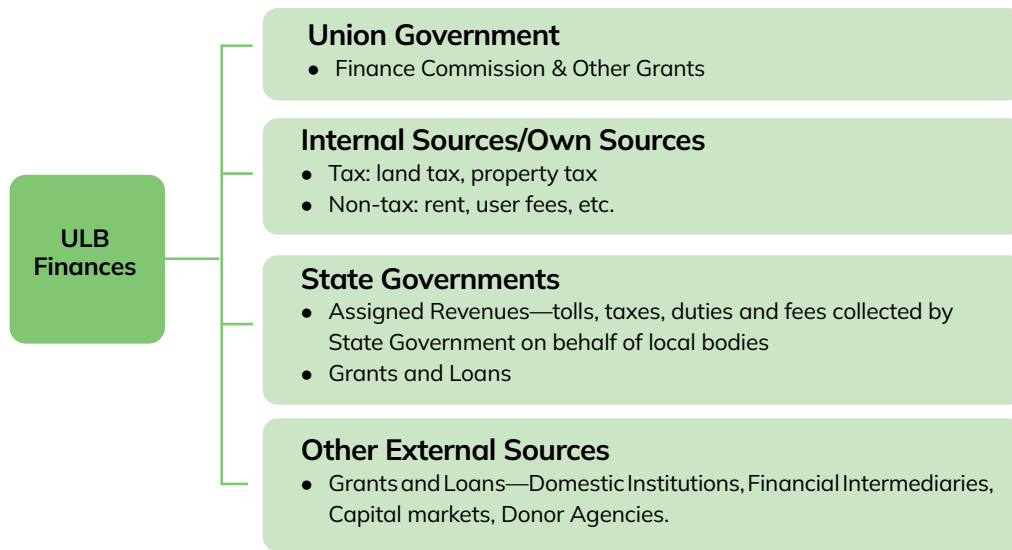 ULB
Finances
Union Government
• Finance Commission & Other Grants
Internal Sources/Own Sources
• Tax: land tax, property tax
• Non-tax: rent, user fees, etc.
State Governments
• Assigned Revenues—tolls, taxes, duties and fees collected by
State Government on behalf of local bodies
• Grants and Loans
Other External Sources
• Grants and Loans—Domestic Institutions, Financial Intermediaries,
Capital markets, Donor Agencies.